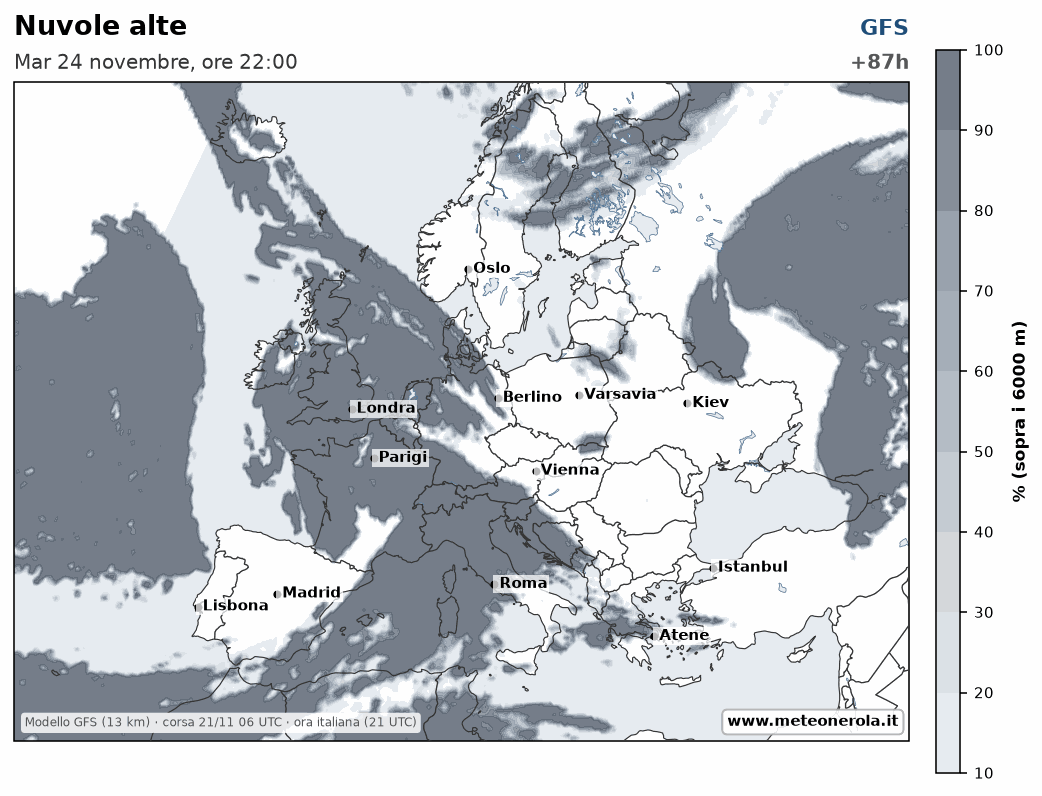 Nuvole alte
GFS
Mar 24 novembre, ore 22:00
+87h
100
90
80
70
60
50
40
30
20
10
% (sopra i 6000 m)
Oslo
Berlino
Varsavia
Kiev
Londra
Parigi
Vienna
Istanbul
Roma
Madrid
Lisbona
Atene
Modello GFS (13 km) · corsa 21/11 06 UTC · ora italiana (21 UTC)
www.meteonerola.it